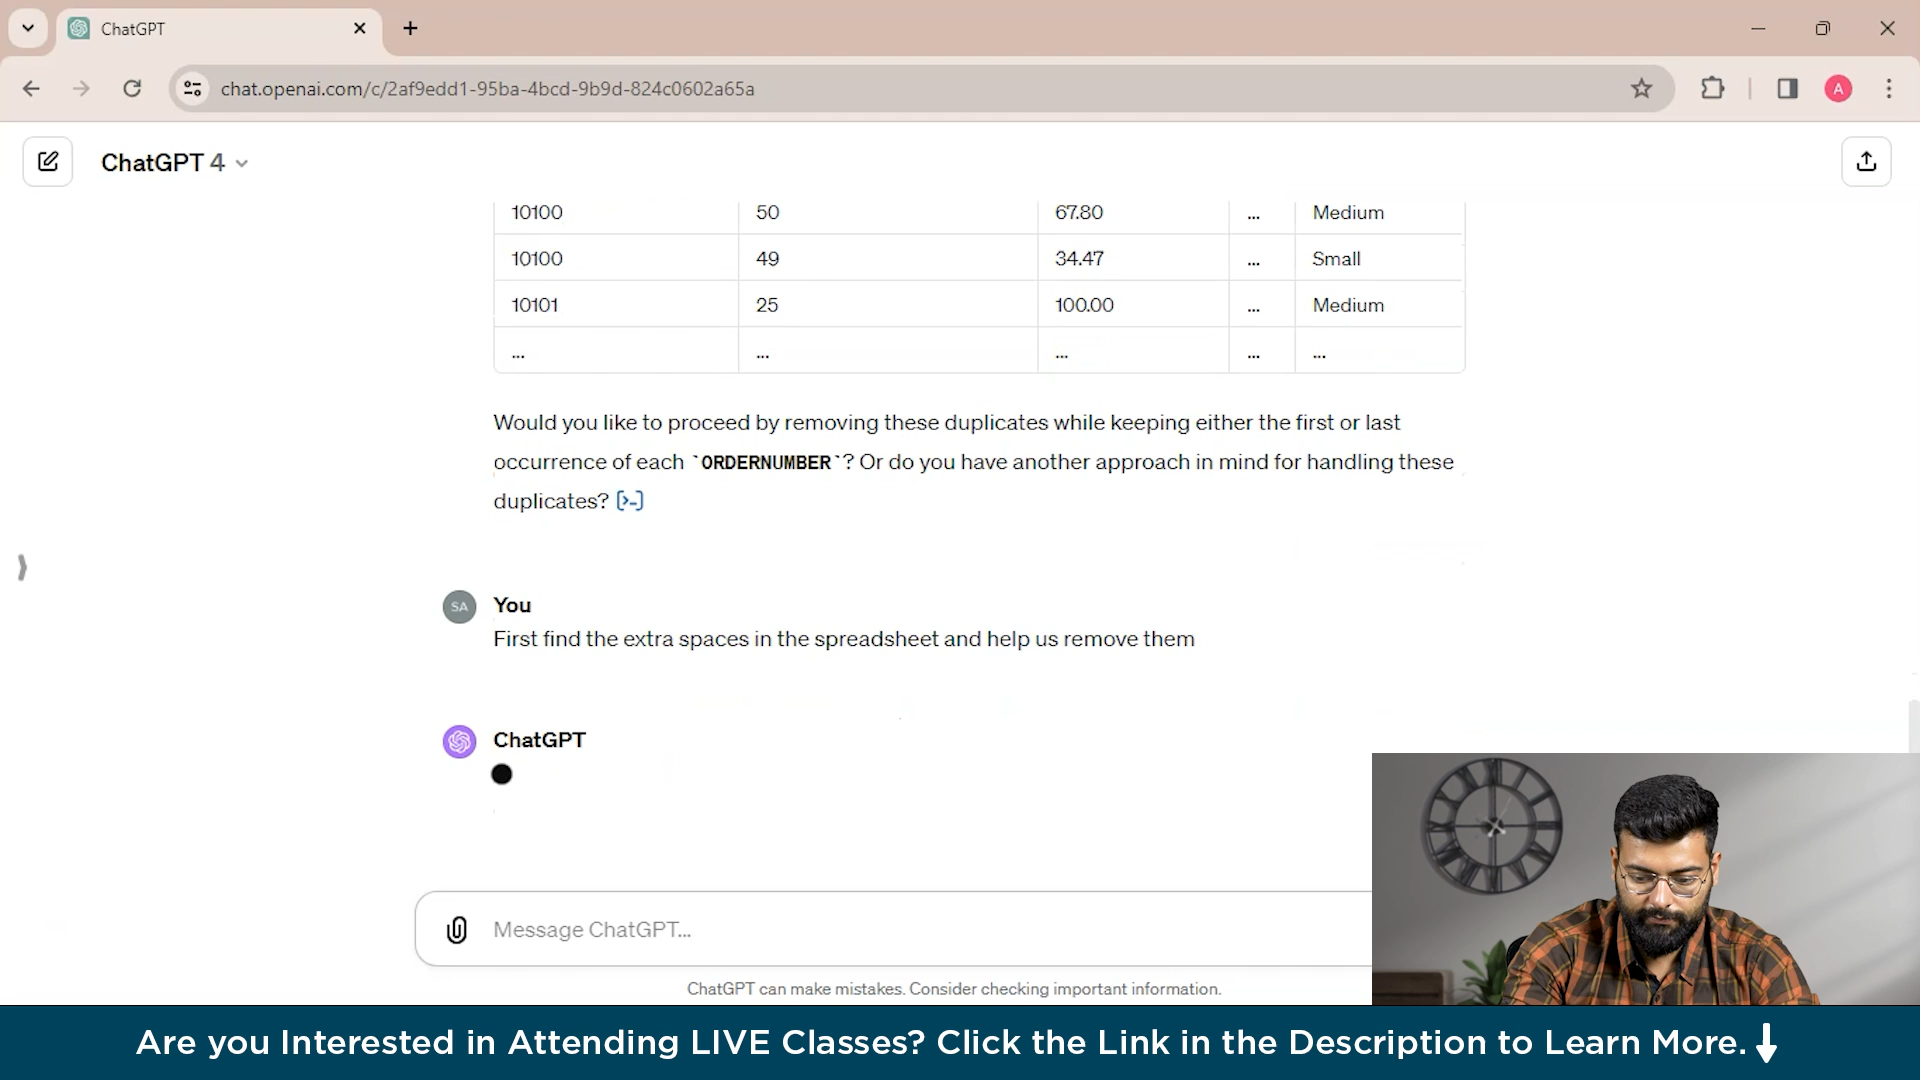 ChatGPT
chat.openai.com/c/2af9edd1-95ba-4bcd-9b9d-824c0602a65a
A
ChatGPT 4
10100 50 67.80 ... Medium
10100 49 34.47 ... Small
10101 25 100.00 ... Medium
... ... ... ... ...
Would you like to proceed by removing these duplicates while keeping either the first or last
occurrence of each `ORDERNUMBER`? Or do you have another approach in mind for handling these
duplicates? [>-]
SA You
First find the extra spaces in the spreadsheet and help us remove them
ChatGPT
Message ChatGPT...
ChatGPT can make mistakes. Consider checking important information.
Are you Interested in Attending LIVE Classes? Click the Link in the Description to Learn More.